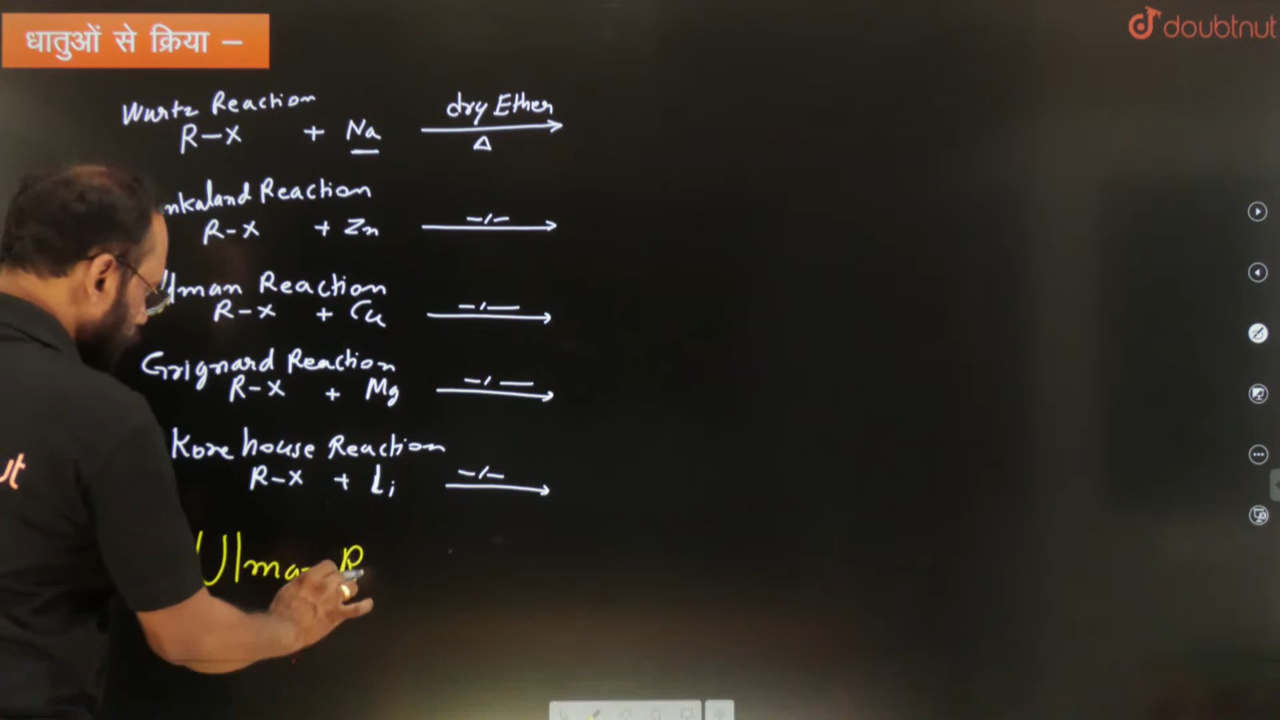 धातुओं से क्रिया –
doubtnut
Wurtz Reaction
R-X + Na dry Ether Δ
nkaland Reaction
R-X + Zn -,-
lman Reaction
R-X + Cu -,-
Grignard Reaction
R-X + Mg -,-
Kore house Reaction
R-X + Li -,-
Ulma R
ut